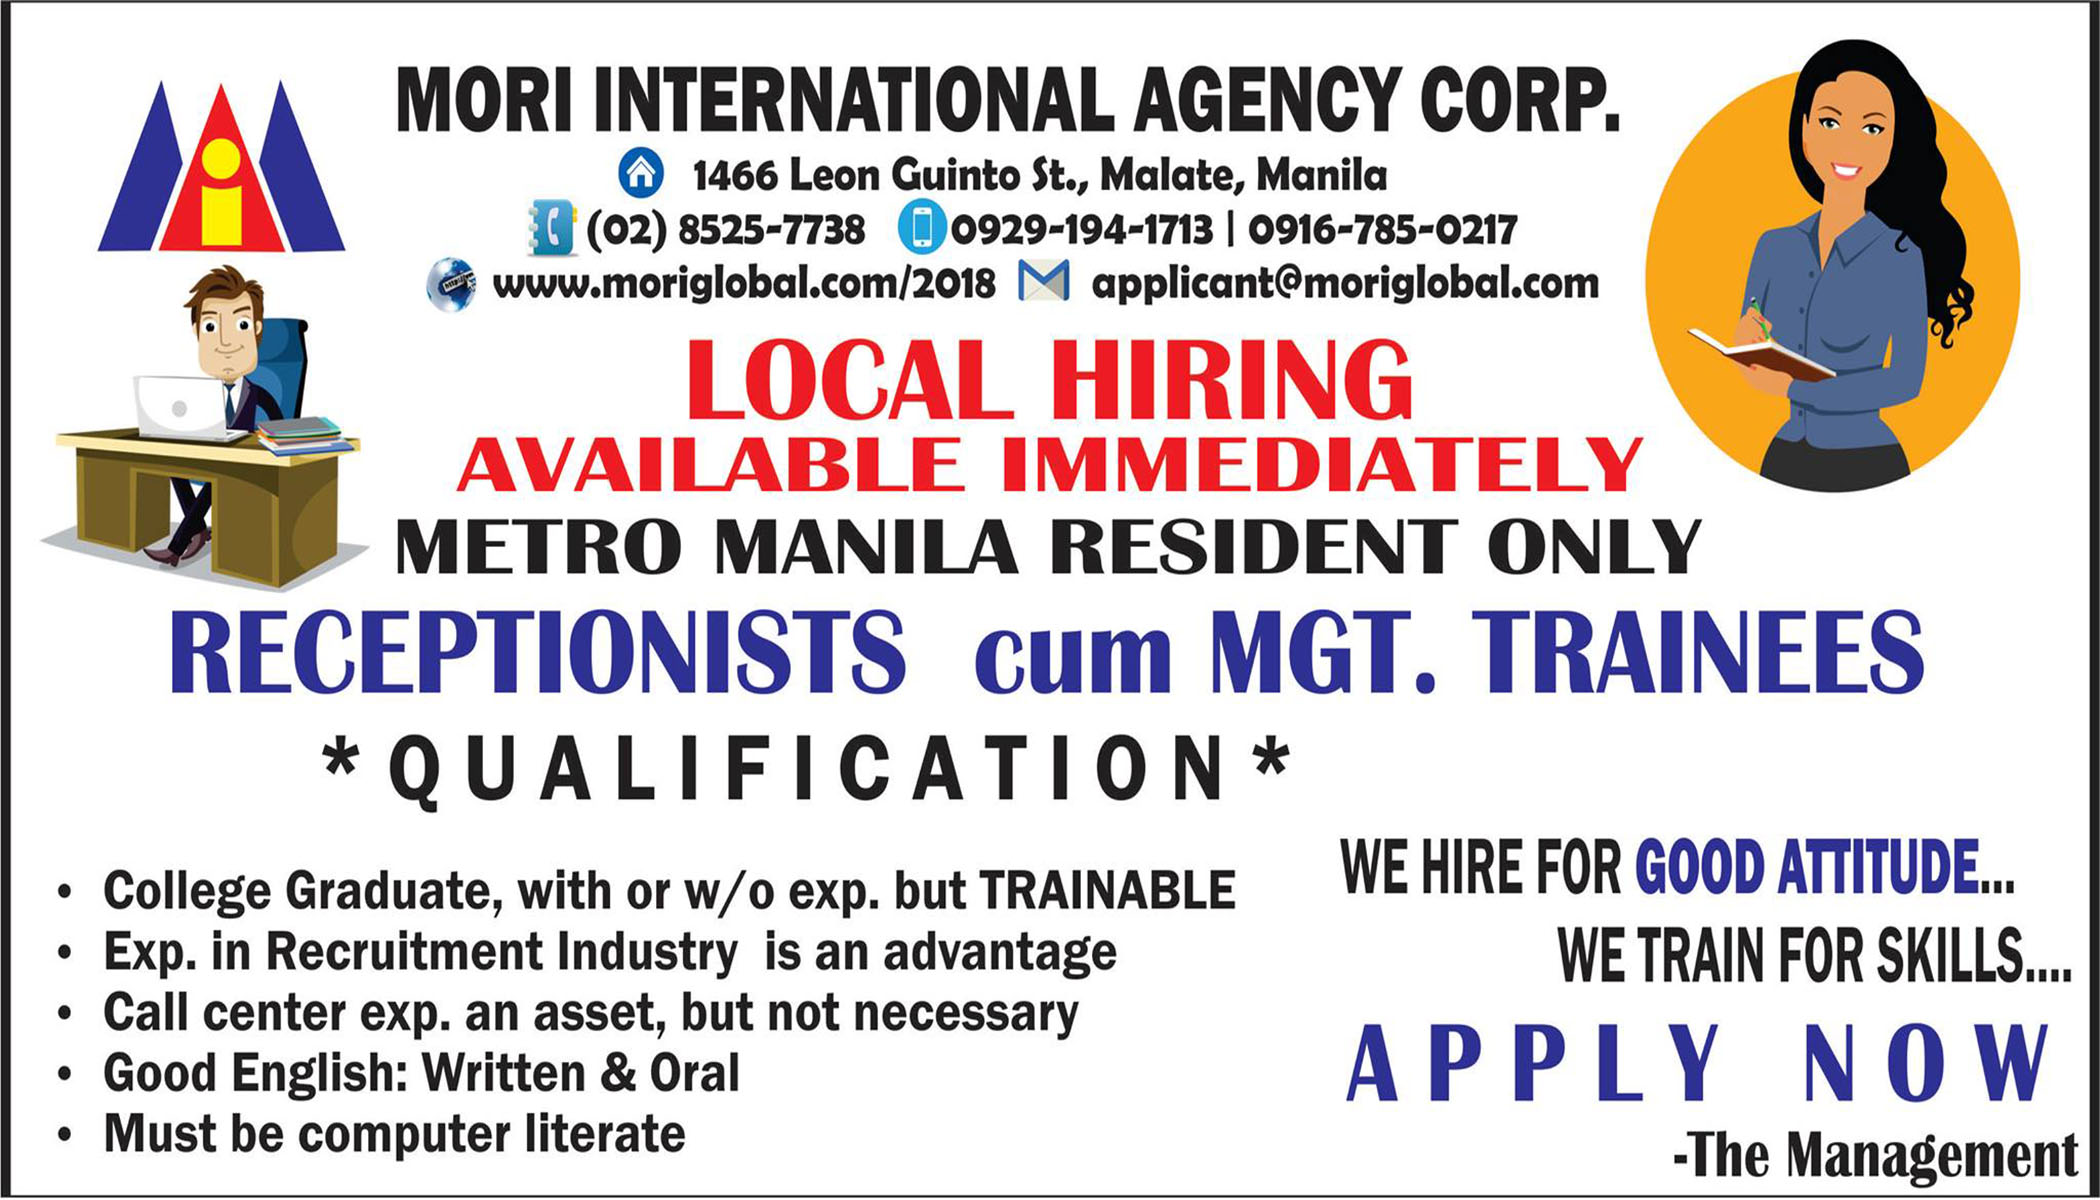 MORI INTERNATIONAL AGENCY CORP.
1466 Leon Guinto St., Malate, Manila
(02) 8525-7738 0929-194-1713 | 0916-785-0217
www.moriglobal.com/2018 applicant@moriglobal.com
LOCAL HIRING
AVAILABLE IMMEDIATELY
METRO MANILA RESIDENT ONLY
RECEPTIONISTS cum MGT. TRAINEES
*QUALIFICATION*
• College Graduate, with or w/o exp. but TRAINABLE
• Exp. in Recruitment Industry is an advantage
• Call center exp. an asset, but not necessary
• Good English: Written & Oral
• Must be computer literate
WE HIRE FOR GOOD ATTITUDE...
WE TRAIN FOR SKILLS....
APPLY NOW
-The Management